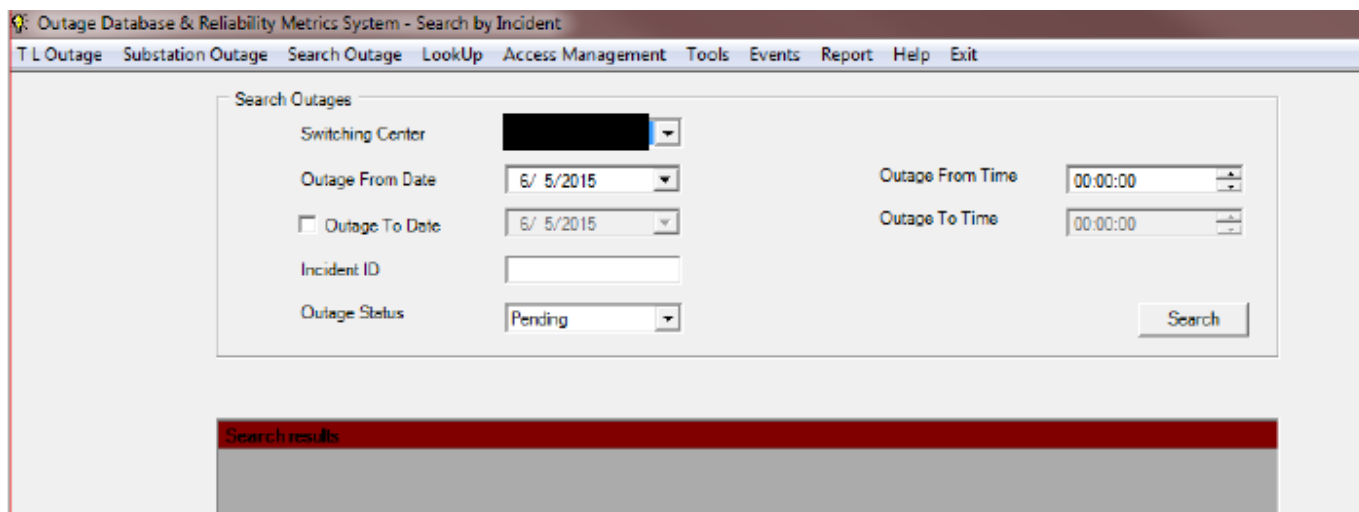 Outage Database & Reliability Metrics System - Search by Incident
T L Outage Substation Outage Search Outage LookUp Access Management Tools Events Report Help Exit
Search Outages
Switching Center
Outage From Date 6/ 5/2015 Outage From Time 00:00:00
Outage To Date 6/ 5/2015 Outage To Time 00:00:00
Incident ID
Outage Status Pending Search
Search results